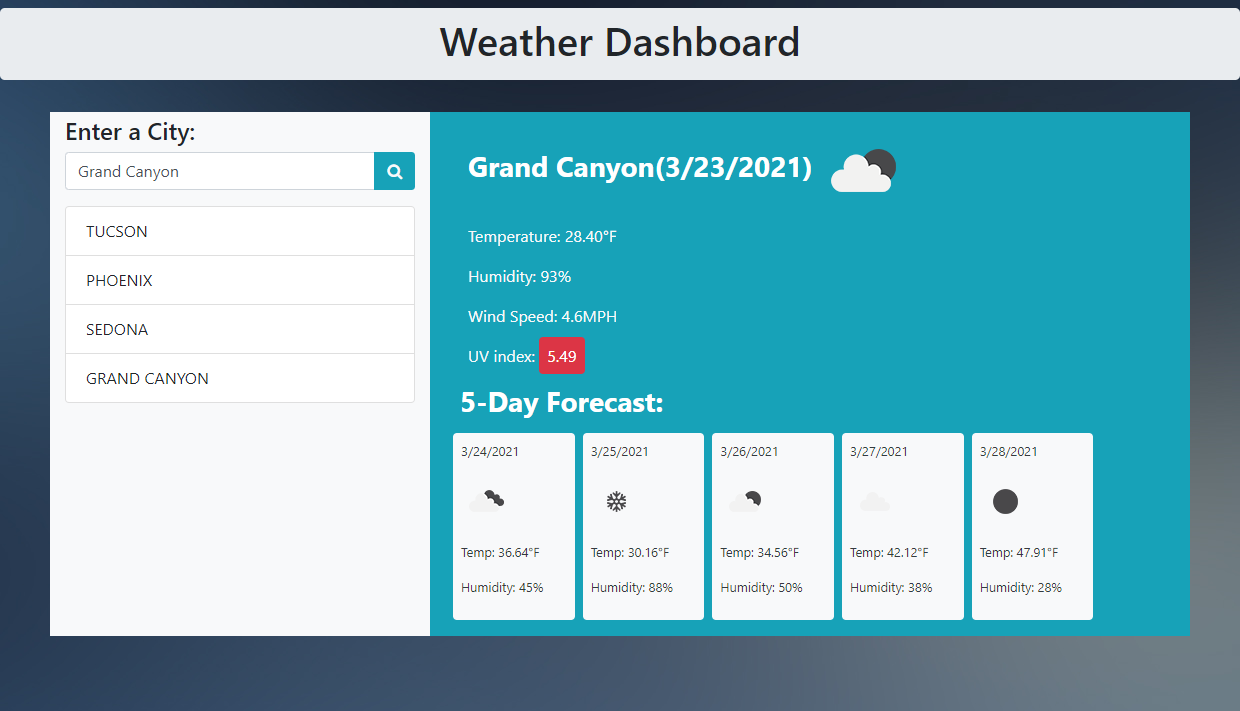 Weather Dashboard
Enter a City:
Grand Canyon
TUCSON
PHOENIX
SEDONA
GRAND CANYON
Grand Canyon(3/23/2021)
Temperature: 28.40°F
Humidity: 93%
Wind Speed: 4.6MPH
UV index: 5.49
5-Day Forecast:
3/24/2021
Temp: 36.64°F
Humidity: 45%
3/25/2021
Temp: 30.16°F
Humidity: 88%
3/26/2021
Temp: 34.56°F
Humidity: 50%
3/27/2021
Temp: 42.12°F
Humidity: 38%
3/28/2021
Temp: 47.91°F
Humidity: 28%